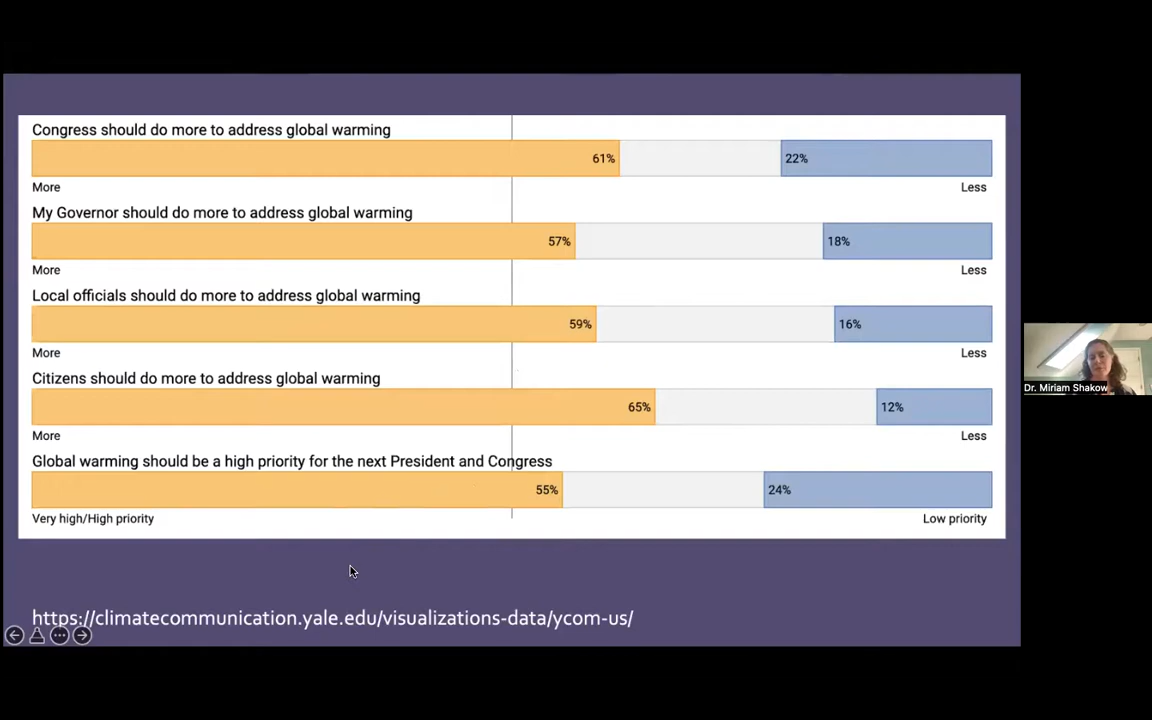 Congress should do more to address global warming
61% 22%
More Less
My Governor should do more to address global warming
57% 18%
More Less
Local officials should do more to address global warming
59% 16%
More Less
Citizens should do more to address global warming
65% 12%
More Less
Global warming should be a high priority for the next President and Congress
55% 24%
Very high/High priority Low priority
https://climatecommunication.yale.edu/visualizations-data/ycom-us/
Dr. Miriam Shakow